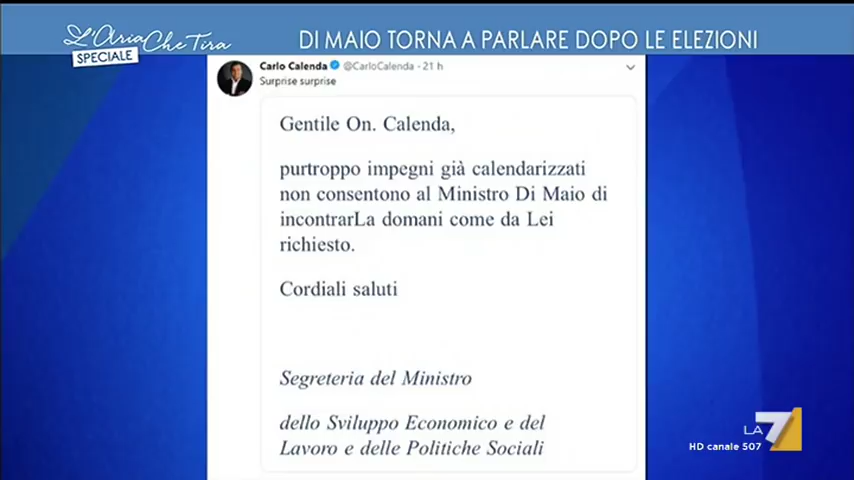 L'Aria Che Tira
SPECIALE
DI MAIO TORNA A PARLARE DOPO LE ELEZIONI
Carlo Calenda @CarloCalenda · 21 h
Surprise surprise
Gentile On. Calenda,
purtroppo impegni già calendarizzati
non consentono al Ministro Di Maio di
incontrarLa domani come da Lei
richiesto.
Cordiali saluti
Segreteria del Ministro
dello Sviluppo Economico e del
Lavoro e delle Politiche Sociali
LA 7
HD canale 507